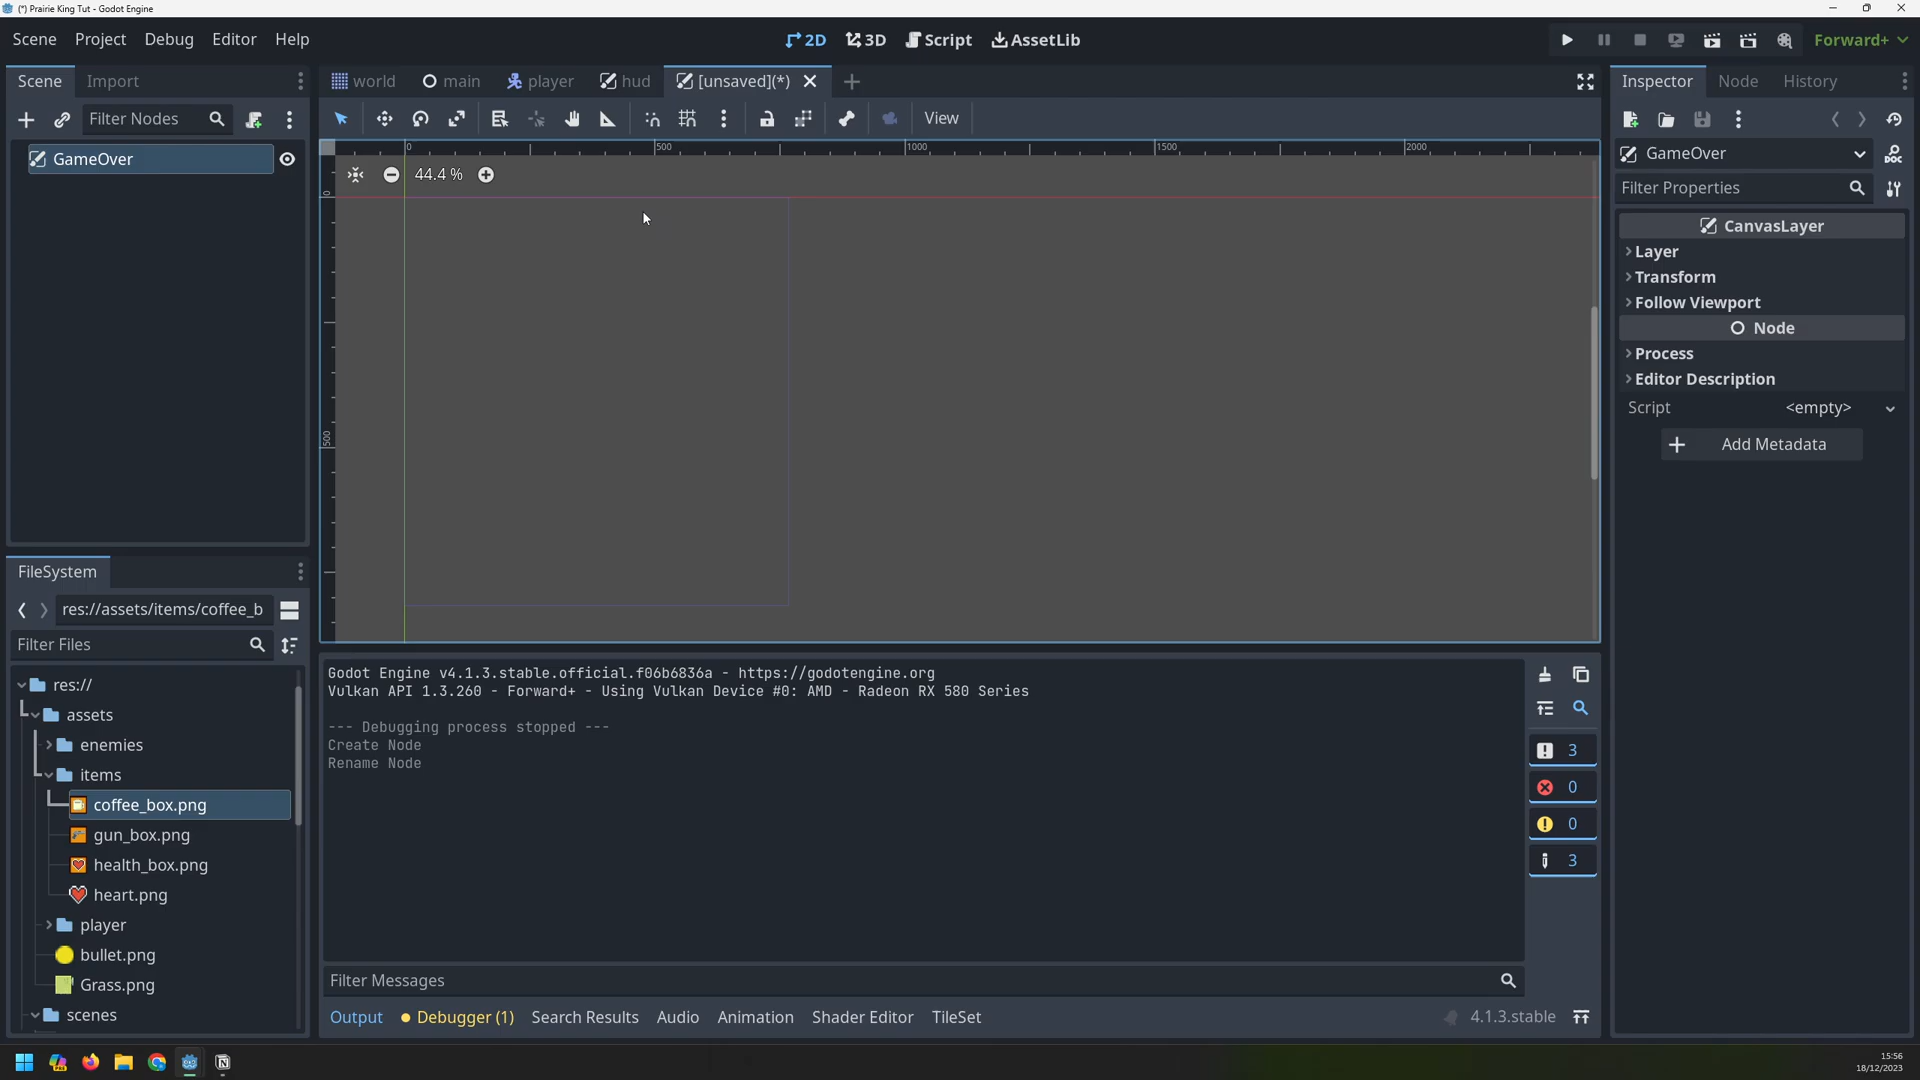 (*) Prairie King Tut - Godot Engine
Scene Project Debug Editor Help
2D 3D Script AssetLib
Forward+
Scene Import
world main player hud [unsaved](*)
Inspector Node History
Filter Nodes
View
GameOver
0 500 1000 1500 2000
44.4 %
0
500
GameOver
Filter Properties
CanvasLayer
Layer
Transform
Follow Viewport
Node
Process
Editor Description
Script <empty>
Add Metadata
FileSystem
res://assets/items/coffee_b
Filter Files
res://
assets
enemies
items
coffee_box.png
gun_box.png
health_box.png
heart.png
player
bullet.png
Grass.png
scenes
Godot Engine v4.1.3.stable.official.f06b6836a - https://godotengine.org
Vulkan API 1.3.260 - Forward+ - Using Vulkan Device #0: AMD - Radeon RX 580 Series
--- Debugging process stopped ---
Create Node
Rename Node
3
0
0
3
Filter Messages
Output Debugger (1) Search Results Audio Animation Shader Editor TileSet
4.1.3.stable
15:56
18/12/2023